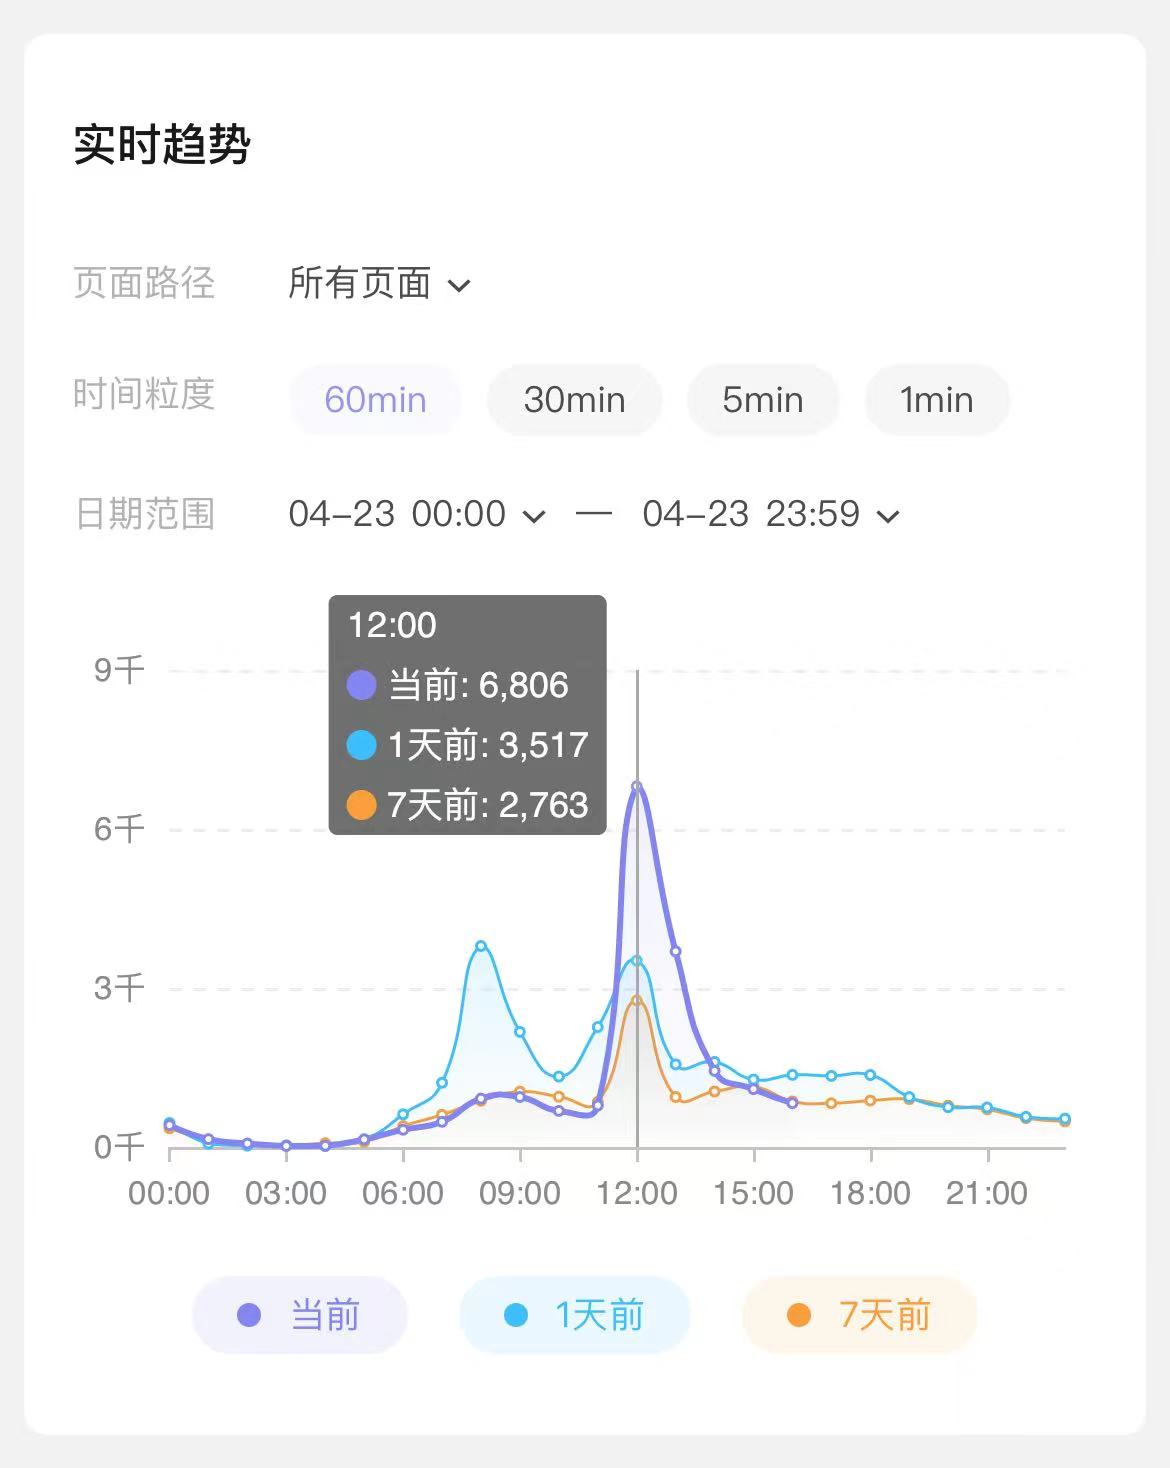 实时趋势
页面路径 所有页面
时间粒度 60min 30min 5min 1min
日期范围 04-23 00:00 — 04-23 23:59
12:00
当前: 6,806
1天前: 3,517
7天前: 2,763
9千
6千
3千
0千
00:00 03:00 06:00 09:00 12:00 15:00 18:00 21:00
当前 1天前 7天前